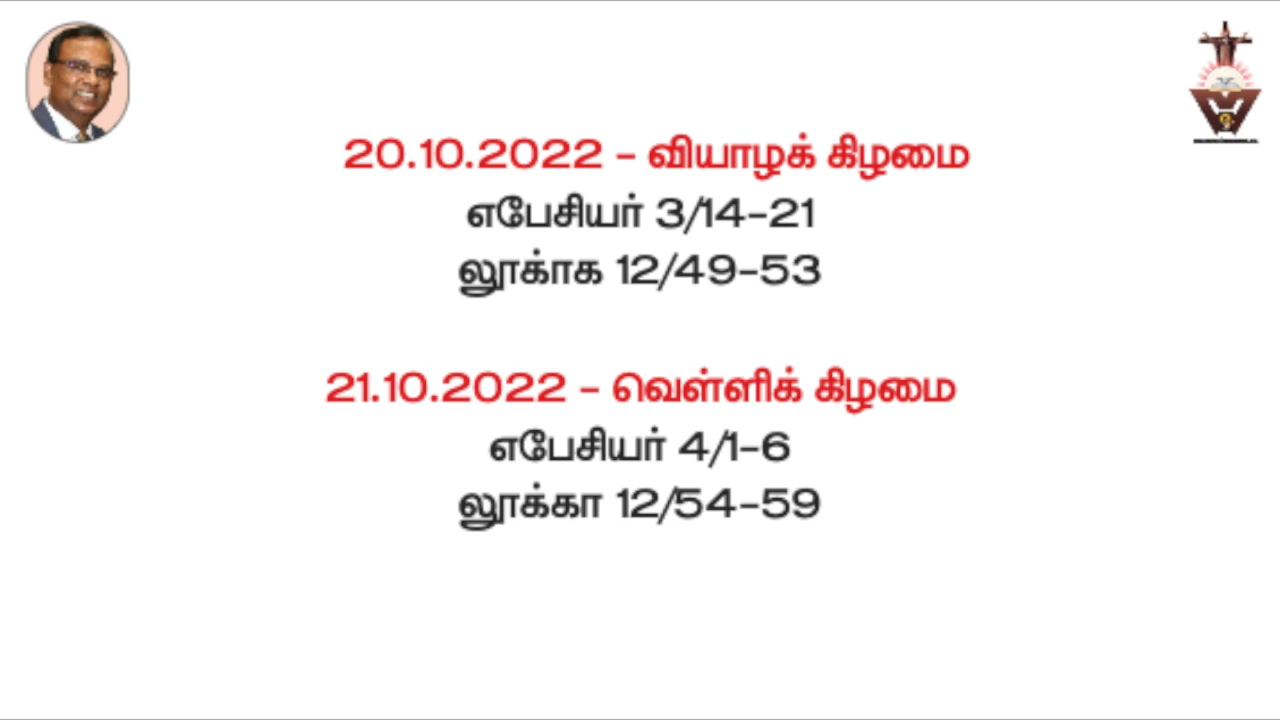 20.10.2022 – வியாழக் கிழமை
எபேசியர் 3/14–21
லூக்ாக 12/49–53
21.10.2022 – வெள்ளிக் கிழமை
எபேசியர் 4/1–6
லூக்கா 12/54–59